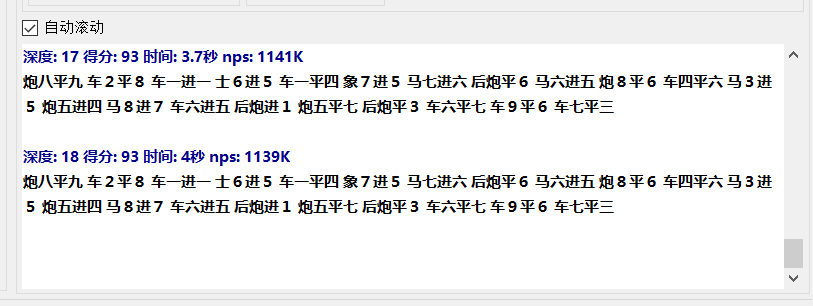 自动滚动
深度: 17 得分: 93 时间: 3.7秒 nps: 1141K
炮八平九 车２平８ 车一进一 士６进５ 车一平四 象７进５ 马七进六 后炮平６ 马六进五 炮８平６ 车四平六 马３进
５ 炮五进四 马８进７ 车六进五 后炮进１ 炮五平七 后炮平３ 车六平七 车９平６ 车七平三
深度: 18 得分: 93 时间: 4秒 nps: 1139K
炮八平九 车２平８ 车一进一 士６进５ 车一平四 象７进５ 马七进六 后炮平６ 马六进五 炮８平６ 车四平六 马３进
５ 炮五进四 马８进７ 车六进五 后炮进１ 炮五平七 后炮平３ 车六平七 车９平６ 车七平三